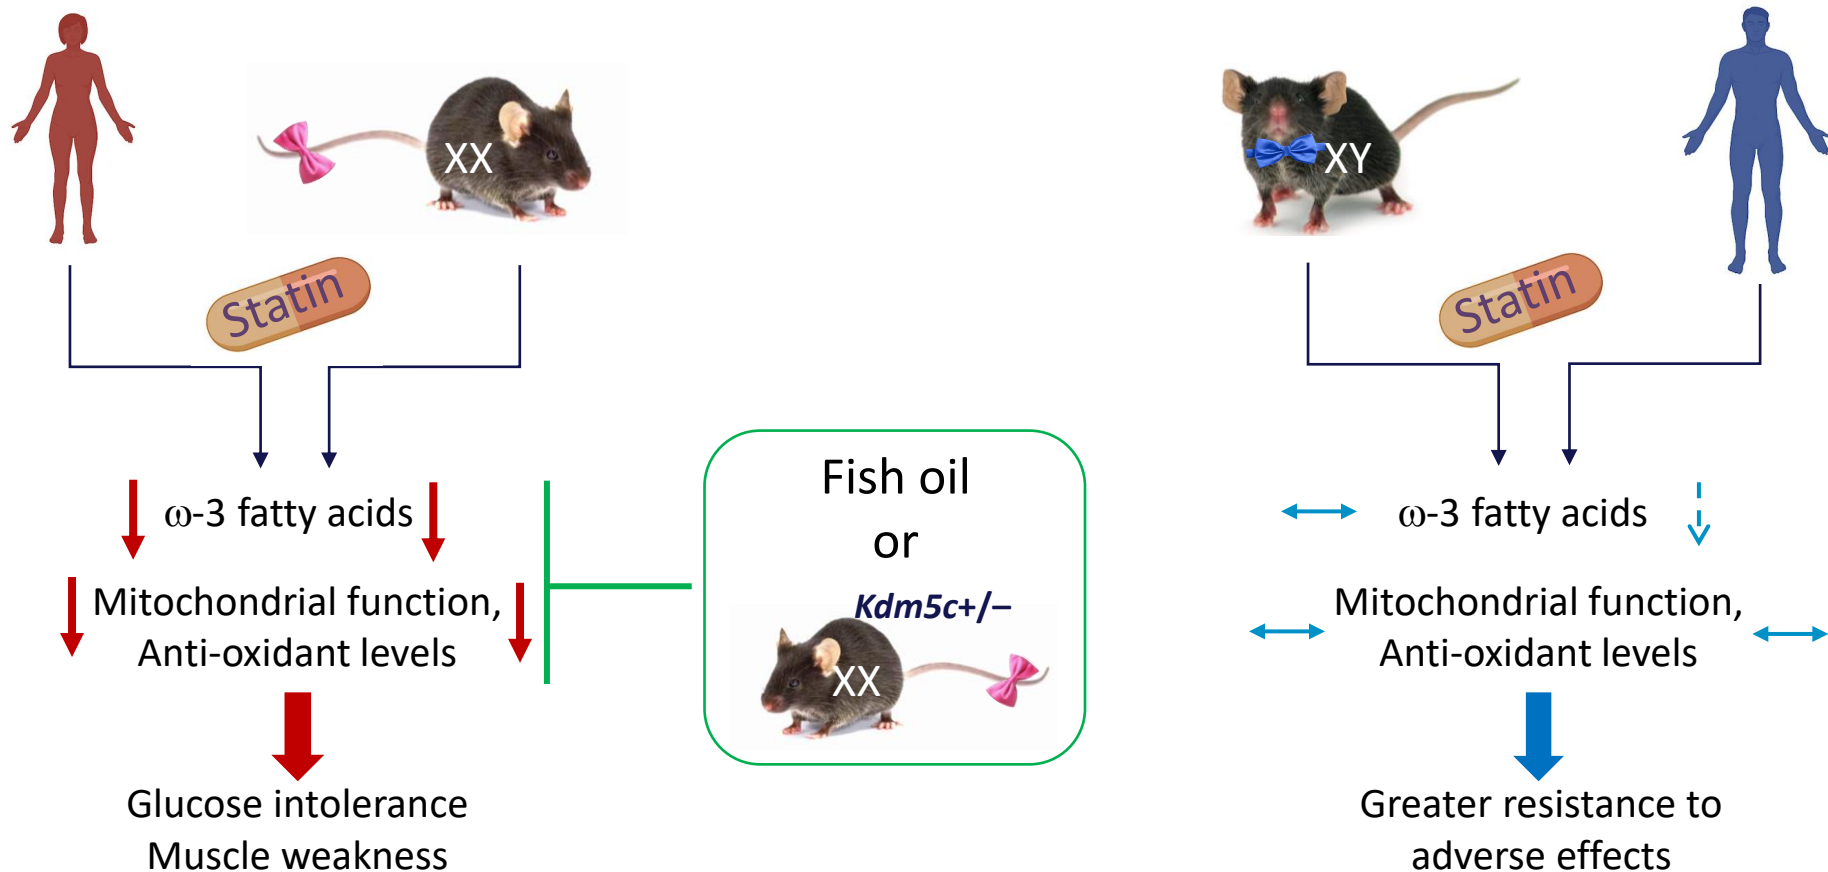 XX
Statin
ω-3 fatty acids
Mitochondrial function,
Anti-oxidant levels
Glucose intolerance
Muscle weakness
Fish oil
or
Kdm5c+/−
XX
XY
Statin
ω-3 fatty acids
Mitochondrial function,
Anti-oxidant levels
Greater resistance to
adverse effects